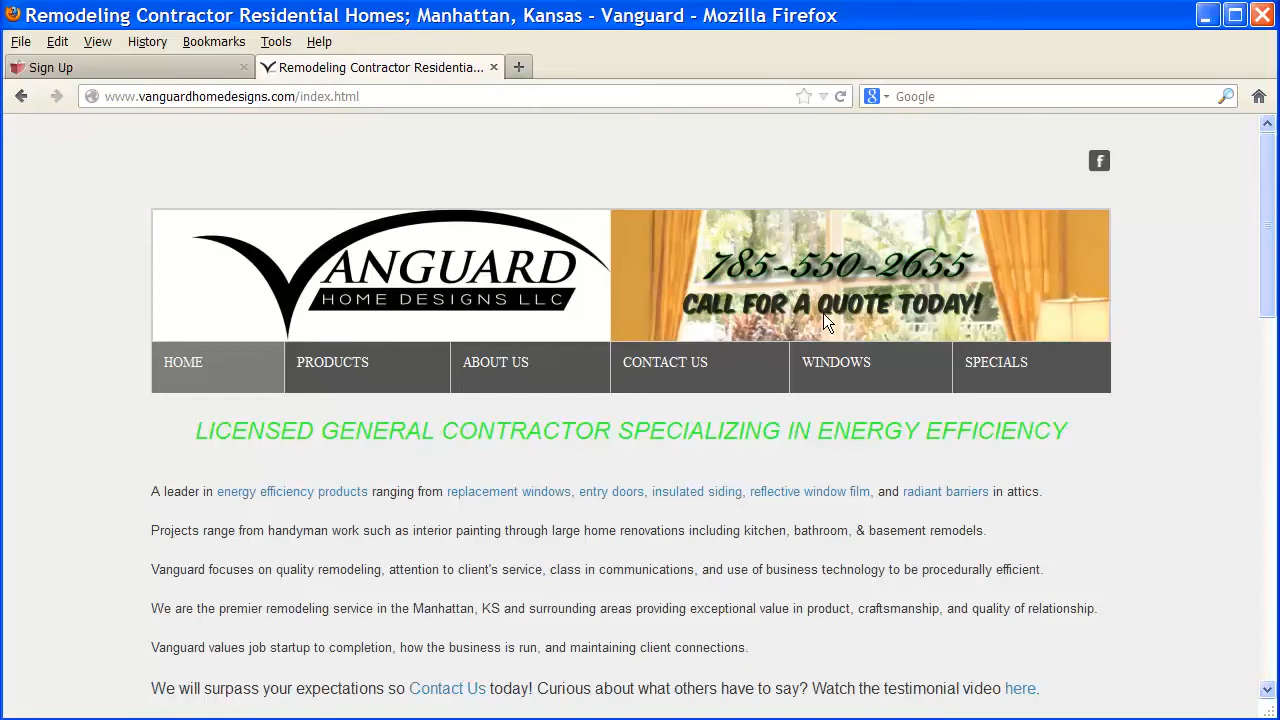 Remodeling Contractor Residential Homes; Manhattan, Kansas - Vanguard - Mozilla Firefox
File Edit View History Bookmarks Tools Help
Sign Up
Remodeling Contractor Residentia...
www.vanguardhomedesigns.com/index.html
Google
f
VANGUARD
HOME DESIGNS LLC
785-550-2655
CALL FOR A QUOTE TODAY!
HOME PRODUCTS ABOUT US CONTACT US WINDOWS SPECIALS
LICENSED GENERAL CONTRACTOR SPECIALIZING IN ENERGY EFFICIENCY
A leader in energy efficiency products ranging from replacement windows, entry doors, insulated siding, reflective window film, and radiant barriers in attics.
Projects range from handyman work such as interior painting through large home renovations including kitchen, bathroom, & basement remodels.
Vanguard focuses on quality remodeling, attention to client's service, class in communications, and use of business technology to be procedurally efficient.
We are the premier remodeling service in the Manhattan, KS and surrounding areas providing exceptional value in product, craftsmanship, and quality of relationship.
Vanguard values job startup to completion, how the business is run, and maintaining client connections.
We will surpass your expectations so Contact Us today! Curious about what others have to say? Watch the testimonial video here.